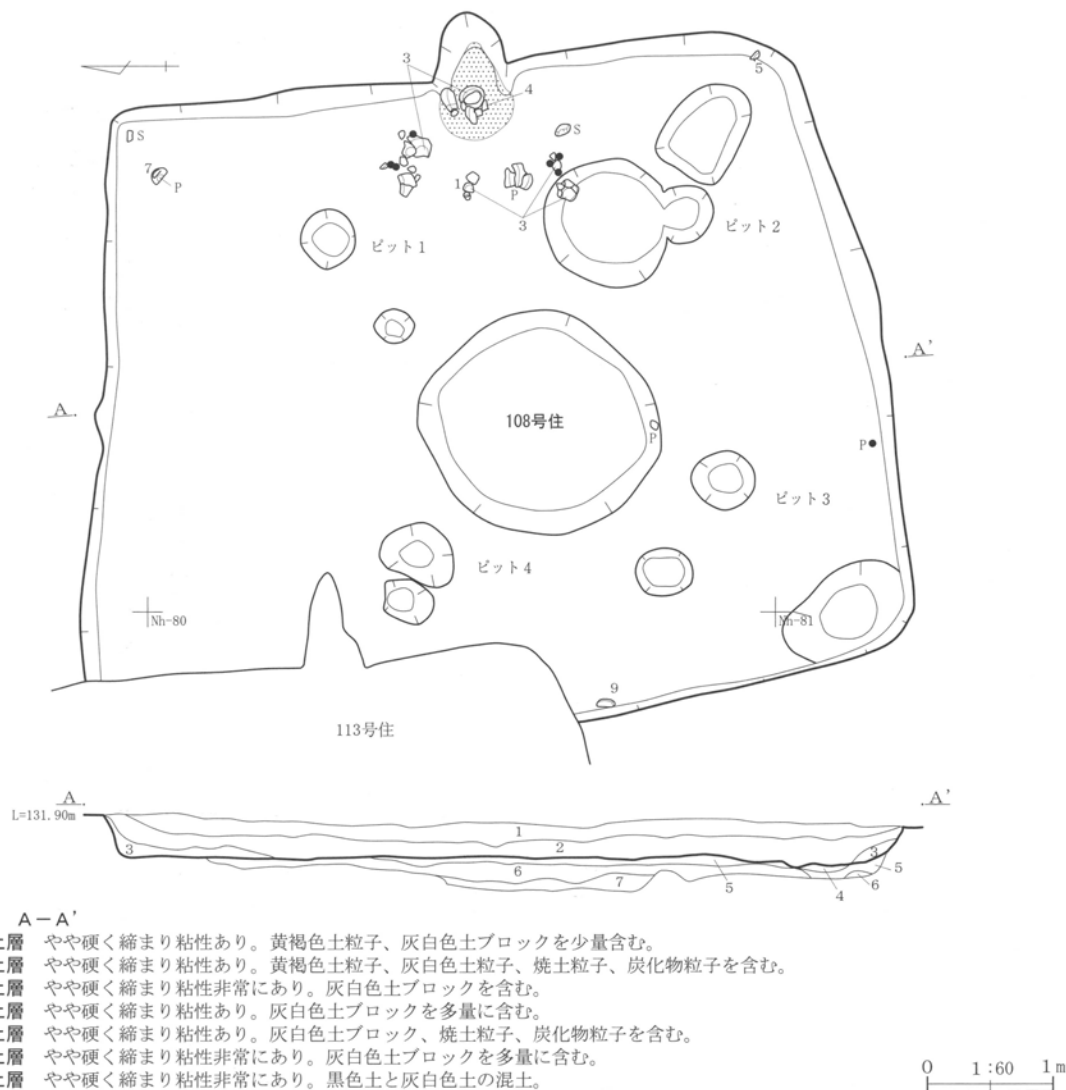 3
4
5
S
S
7
P
1
P
3
ピット1
ピット2
A'
A
108号住
P
P
ピット3
ピット4
Nh-80
Nh-81
9
113号住
A
A'
L=131.90m
1
2
3
3
5
6
5
6
7
4
A-A'
土層 やや硬く締まり粘性あり。黄褐色土粒子、灰白色土ブロックを少量含む。
土層 やや硬く締まり粘性あり。黄褐色土粒子、灰白色土粒子、焼土粒子、炭化物粒子を含む。
土層 やや硬く締まり粘性非常にあり。灰白色土ブロックを含む。
土層 やや硬く締まり粘性あり。灰白色土ブロックを多量に含む。
土層 やや硬く締まり粘性あり。灰白色土ブロック、焼土粒子、炭化物粒子を含む。
土層 やや硬く締まり粘性非常にあり。灰白色土ブロックを多量に含む。
土層 やや硬く締まり粘性非常にあり。黒色土と灰白色土の混土。
0 1:60 1m